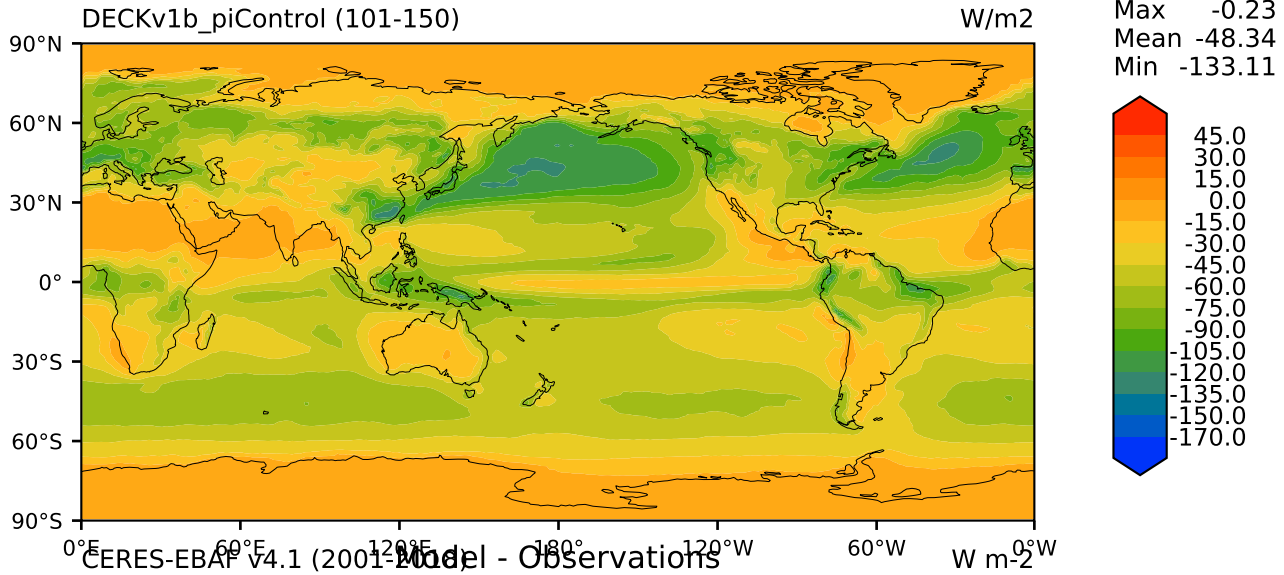 DECKv1b_piControl (101-150) W/m2
Max -0.23
Mean -48.34
Min -133.11
90°N
60°N
30°N
0°
30°S
60°S
90°S
0°E 60°E 120°E 180° 120°W 60°W 0°W
45.0
30.0
15.0
0.0
-15.0
-30.0
-45.0
-60.0
-75.0
-90.0
-105.0
-120.0
-135.0
-150.0
-170.0
CERES-EBAF v4.1 (2001-2018) Model - Observations W m-2